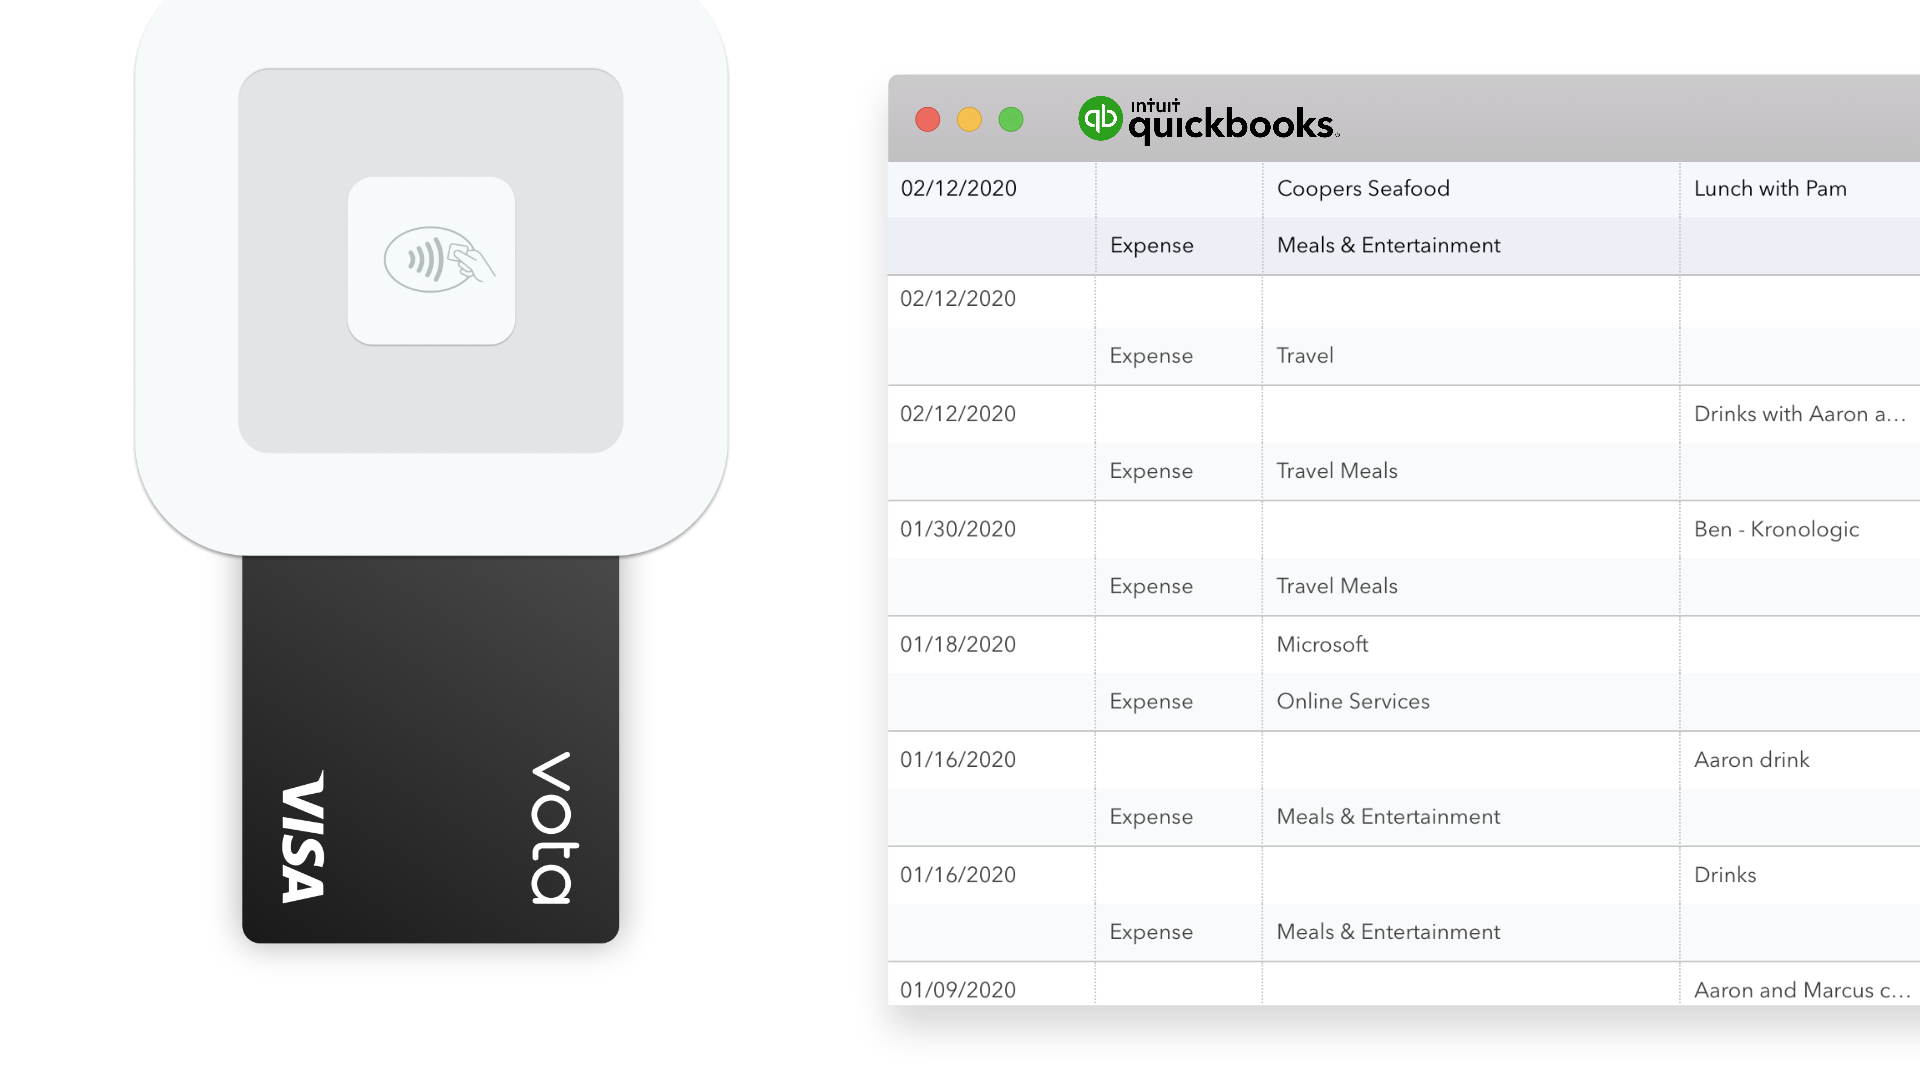 VISA
vota
intuit
quickbooks.
02/12/2020 Coopers Seafood Lunch with Pam
Expense Meals & Entertainment
02/12/2020
Expense Travel
02/12/2020 Drinks with Aaron a…
Expense Travel Meals
01/30/2020 Ben - Kronologic
Expense Travel Meals
01/18/2020 Microsoft
Expense Online Services
01/16/2020 Aaron drink
Expense Meals & Entertainment
01/16/2020 Drinks
Expense Meals & Entertainment
01/09/2020 Aaron and Marcus c…